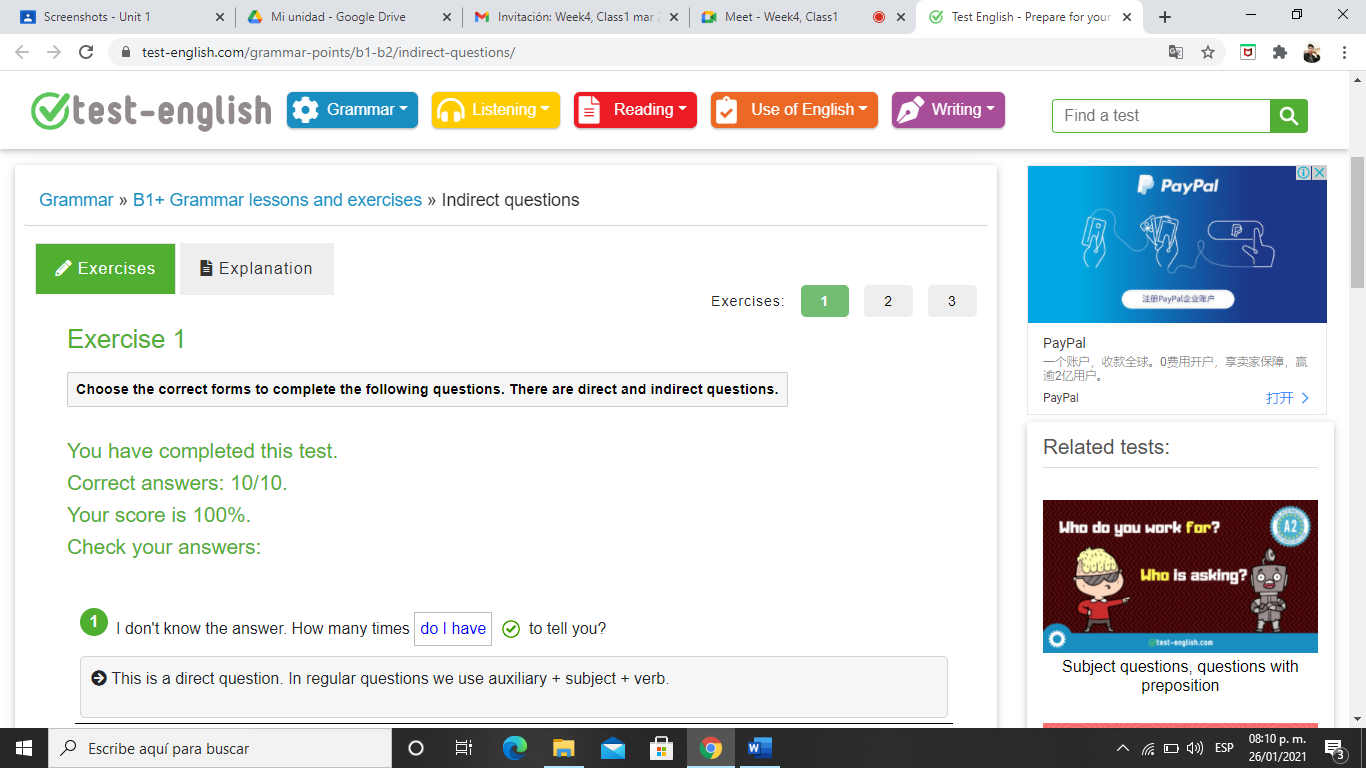 Screenshots - Unit 1
Mi unidad - Google Drive
Invitación: Week4, Class1 mar 2
Meet - Week4, Class1
Test English - Prepare for your
test-english.com/grammar-points/b1-b2/indirect-questions/
test-english
Grammar
Listening
Reading
Use of English
Writing
Find a test
Grammar » B1+ Grammar lessons and exercises » Indirect questions
Exercises
Explanation
Exercises: 1 2 3
Exercise 1
Choose the correct forms to complete the following questions. There are direct and indirect questions.
You have completed this test.
Correct answers: 10/10.
Your score is 100%.
Check your answers:
1 I don't know the answer. How many times do I have to tell you?
This is a direct question. In regular questions we use auxiliary + subject + verb.
PayPal
注册PayPal企业账户
PayPal
一个账户，收款全球。0费用开户，享卖家保障，赢
逾2亿用户。
PayPal
打开
Related tests:
Who do you work for?
A2
Who is asking?
test-english.com
Subject questions, questions with
preposition
Escribe aquí para buscar
ESP
08:10 p. m.
26/01/2021
3